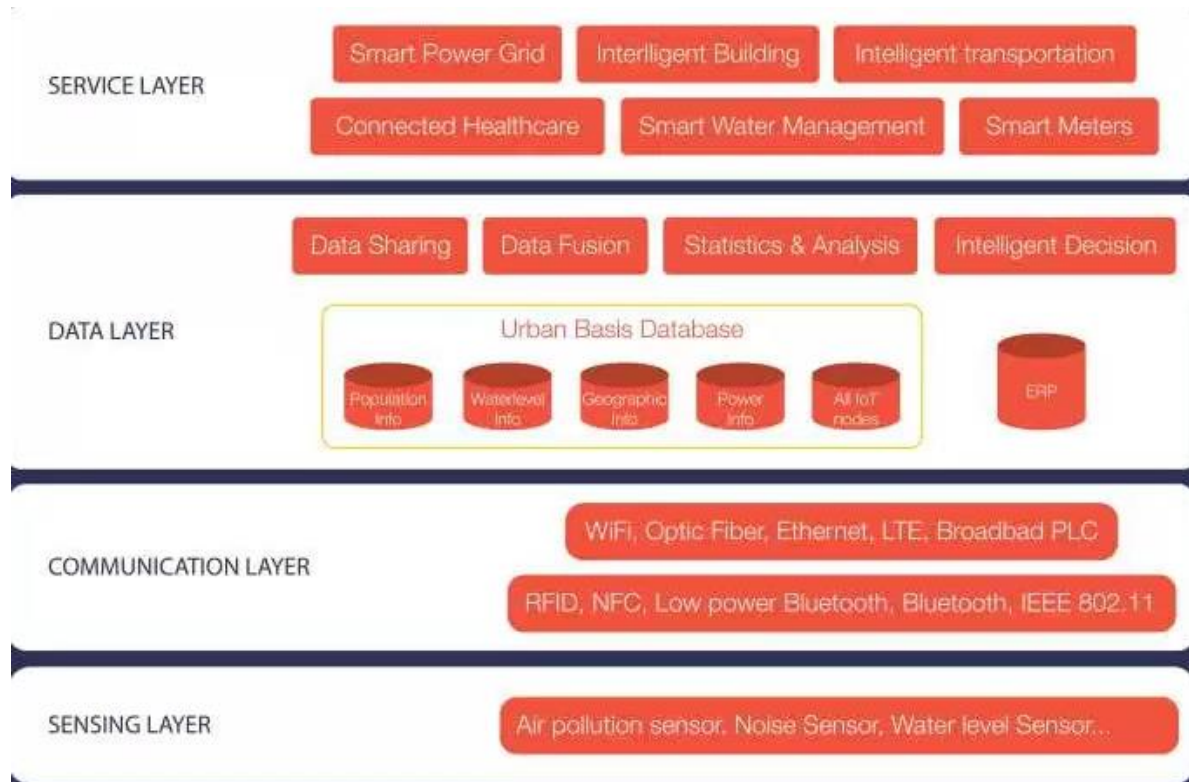 SERVICE LAYER
Smart Power Grid
Interlligent Building
Intelligent transportation
Connected Healthcare
Smart Water Management
Smart Meters
DATA LAYER
Data Sharing
Data Fusion
Statistics & Analysis
Intelligent Decision
Urban Basis Database
Population
Info
Waterlevel
Info
Geographic
Info
Power
Info
All IoT
nodes
ERP
COMMUNICATION LAYER
WiFi, Optic Fiber, Ethernet, LTE, Broadbad PLC
RFID, NFC, Low power Bluetooth, Bluetooth, IEEE 802.11
SENSING LAYER
Air pollution sensor. Noise Sensor, Water level Sensor...